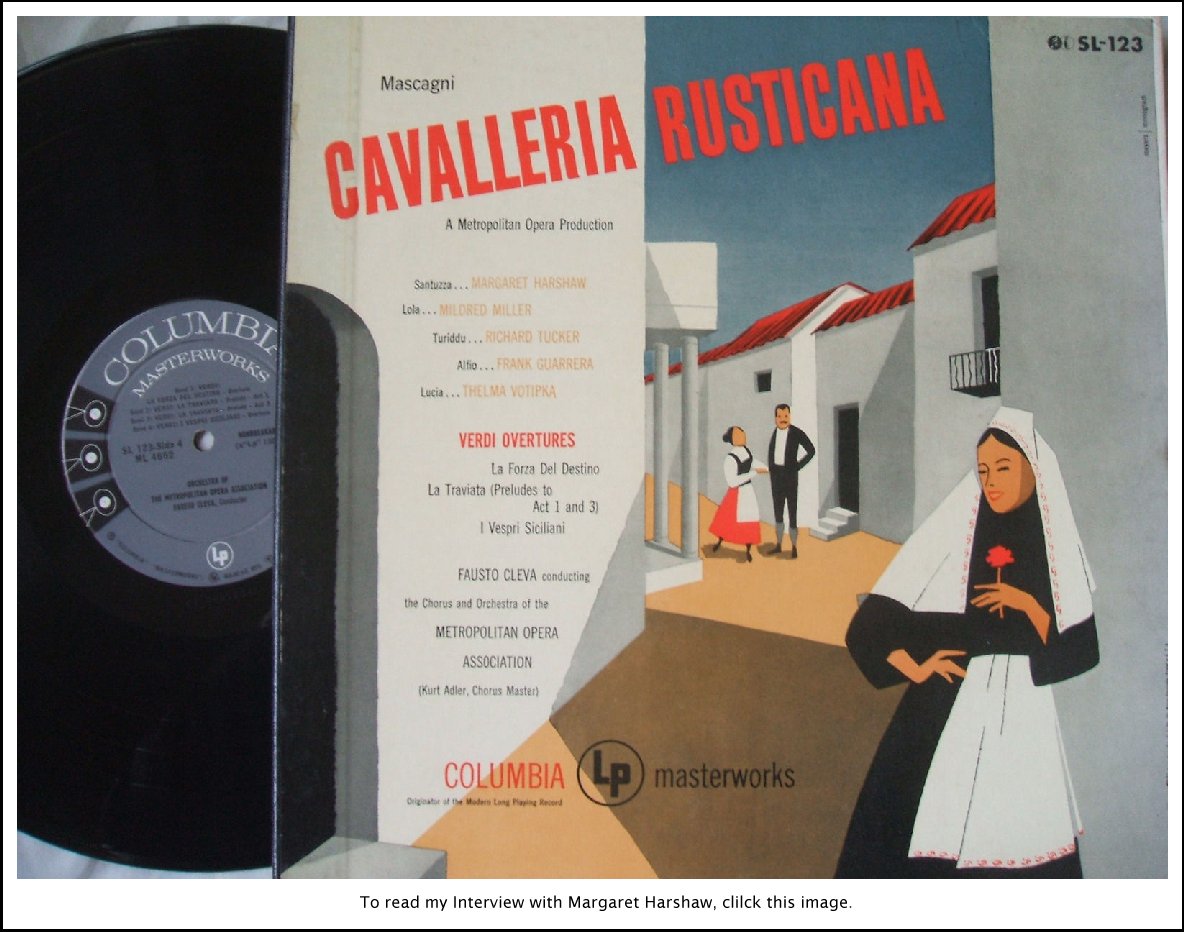 Mascagni
CAVALLERIA RUSTICANA
SL-123
A Metropolitan Opera Production
Santuzza... MARGARET HARSHAW
Lola... MILDRED MILLER
Turiddu... RICHARD TUCKER
Alfio... FRANK GUARRERA
Lucia... THELMA VOTIPKA
VERDI OVERTURES
La Forza Del Destino
La Traviata (Preludes to
Act 1 and 3)
I Vespri Siciliani
FAUSTO CLEVA conducting
the Chorus and Orchestra of the
METROPOLITAN OPERA
ASSOCIATION
(Kurt Adler, Chorus Master)
COLUMBIA Lp masterworks
Originator of the Modern Long Playing Record
COLUMBIA
MASTERWORKS
SL 123-Side 4
ML 4662
ORCHESTRA OF
THE METROPOLITAN OPERA ASSOCIATION
FAUSTO CLEVA, Conductor
Lp
To read my Interview with Margaret Harshaw, clilck this image.